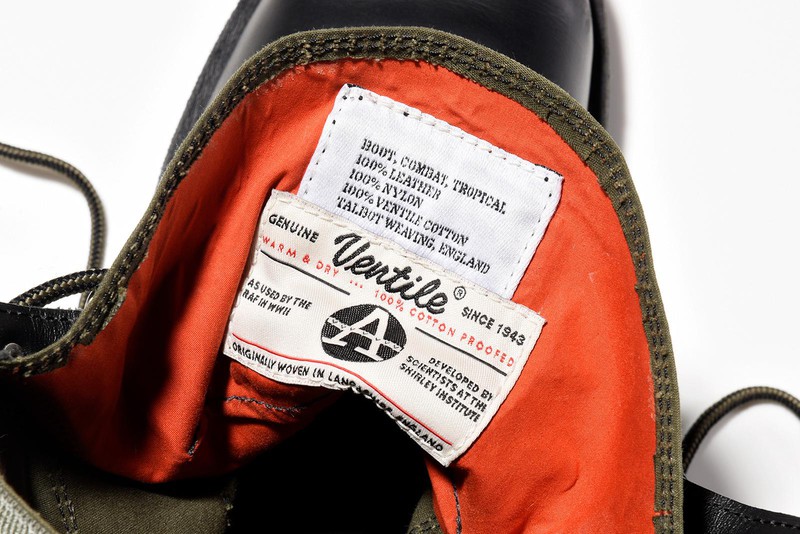 BOOT, COMBAT, TROPICAL
100% LEATHER
100% NYLON
100% VENTILE COTTON
TALBOT WEAVING, ENGLAND
GENUINE Ventile® SINCE 1943
WARM & DRY ... 100% COTTON PROOFED
AS USED BY THE
RAF IN WWII
A
DEVELOPED BY
SCIENTISTS AT THE
SHIRLEY INSTITUTE
ORIGINALLY WOVEN IN LANCASHIRE ENGLAND